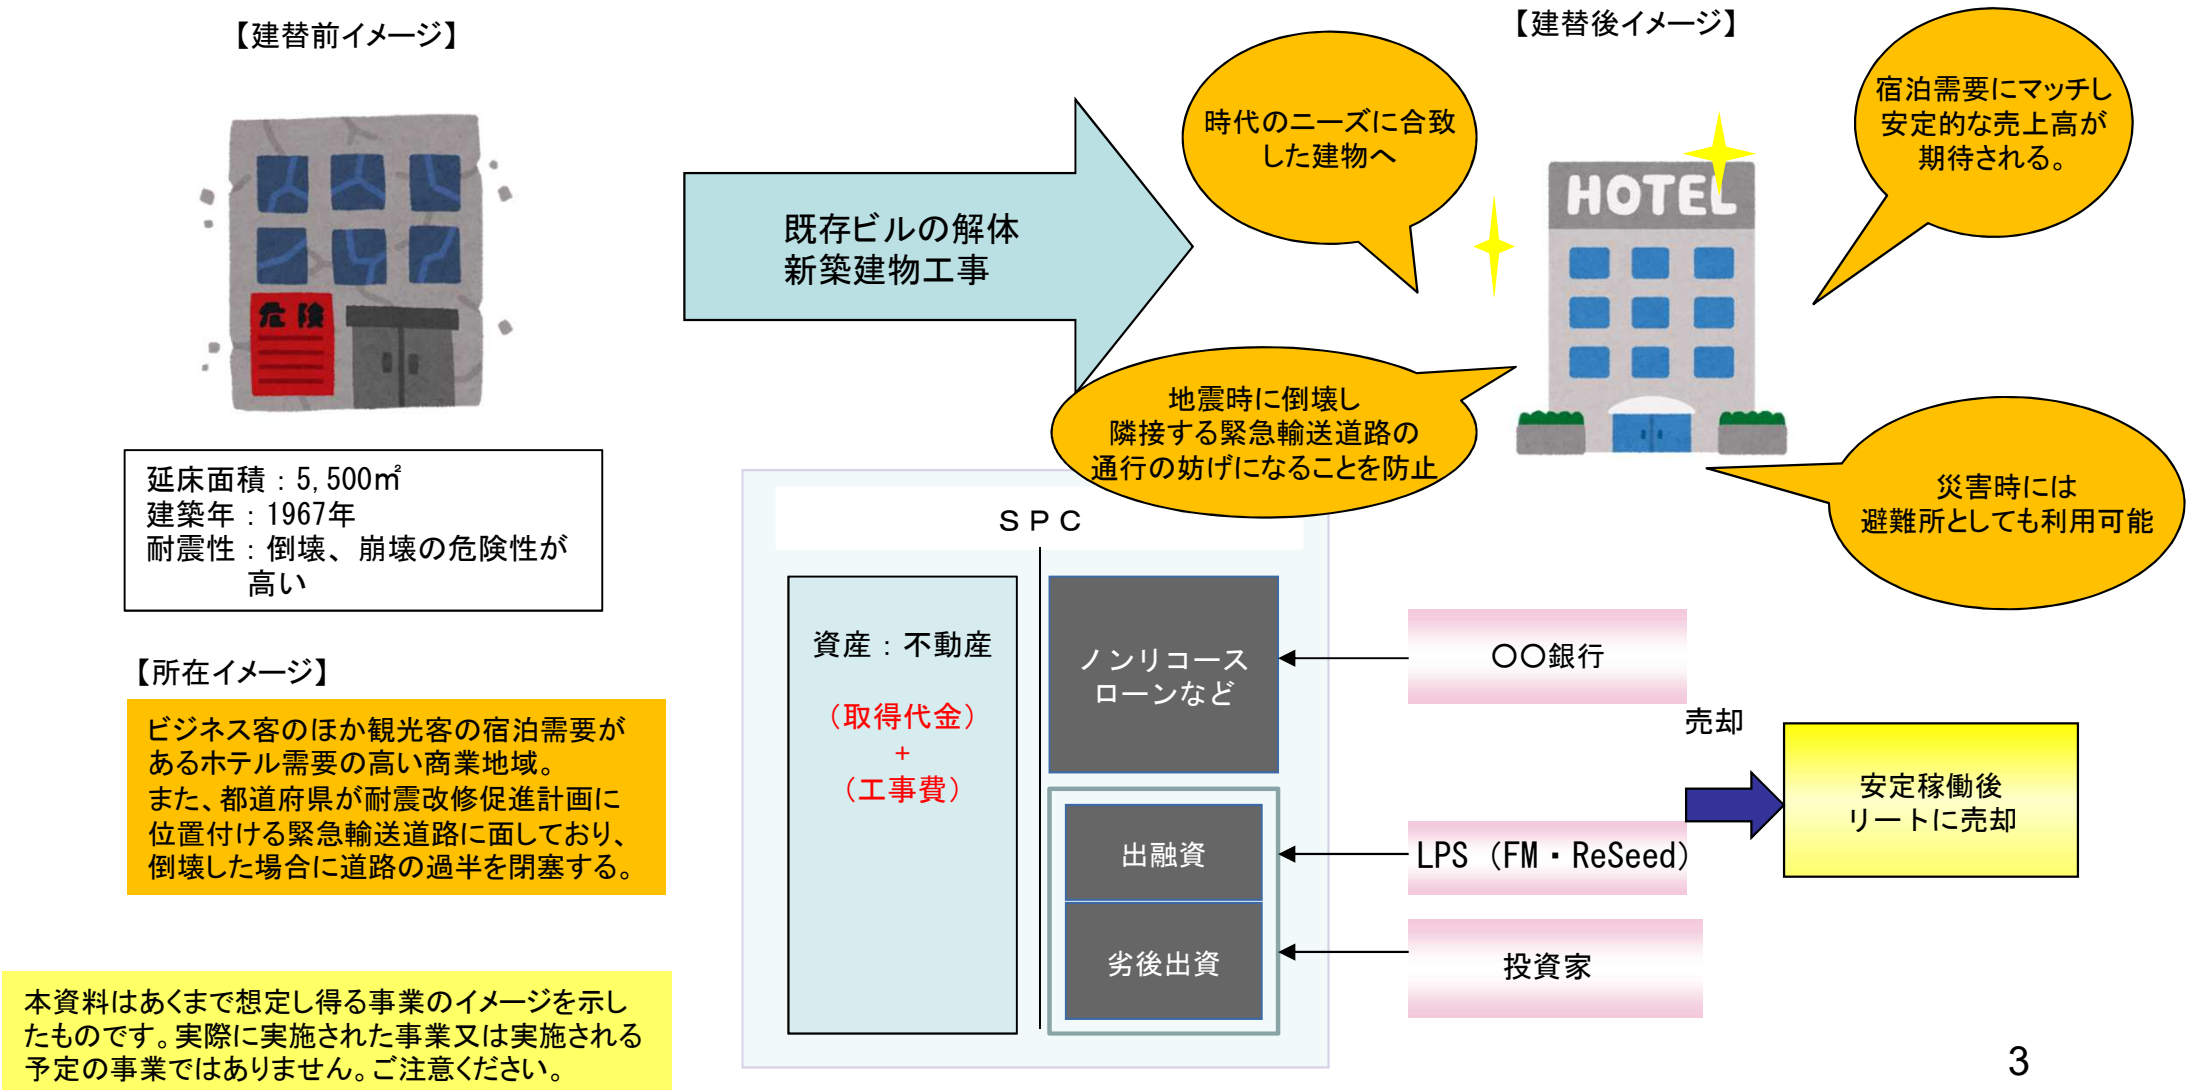 【建替前イメージ】
危険
延床面積：5,500㎡
建築年：1967年
耐震性：倒壊、崩壊の危険性が
高い
【所在イメージ】
ビジネス客のほか観光客の宿泊需要が
あるホテル需要の高い商業地域。
また、都道府県が耐震改修促進計画に
位置付ける緊急輸送道路に面しており、
倒壊した場合に道路の過半を閉塞する。
本資料はあくまで想定し得る事業のイメージを示し
たものです。実際に実施された事業又は実施される
予定の事業ではありません。ご注意ください。
既存ビルの解体
新築建物工事
【建替後イメージ】
時代のニーズに合致
した建物へ
宿泊需要にマッチし
安定的な売上高が
期待される。
HOTEL
地震時に倒壊し
隣接する緊急輸送道路の
通行の妨げになることを防止
災害時には
避難所としても利用可能
ＳＰＣ
資産：不動産
（取得代金）
+
（工事費）
ノンリコース
ローンなど
出融資
劣後出資
〇〇銀行
LPS（FM・ReSeed）
投資家
売却
安定稼働後
リートに売却
3